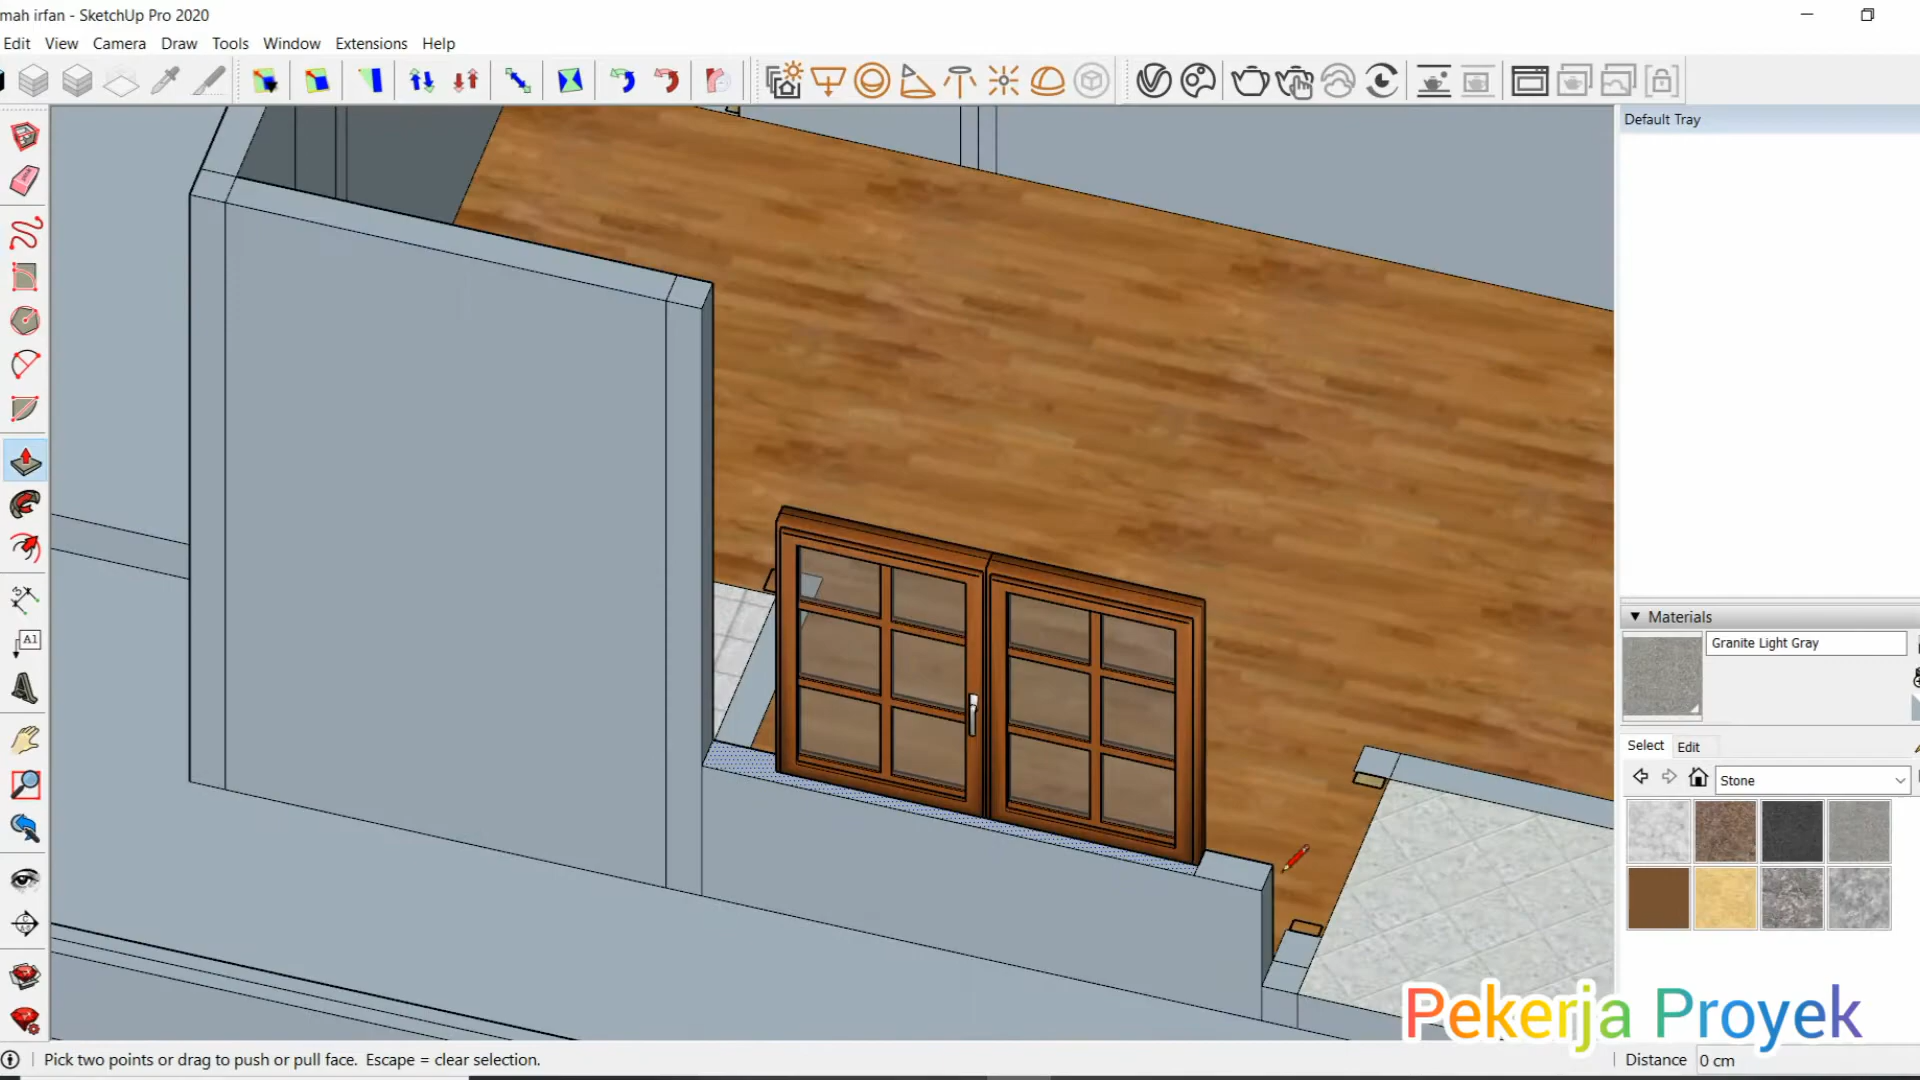 mah irfan - SketchUp Pro 2020
Edit View Camera Draw Tools Window Extensions Help
Default Tray
A1
Materials
Granite Light Gray
Select Edit
Stone
Pekerja Proyek
Pick two points or drag to push or pull face. Escape = clear selection.
Distance 0 cm